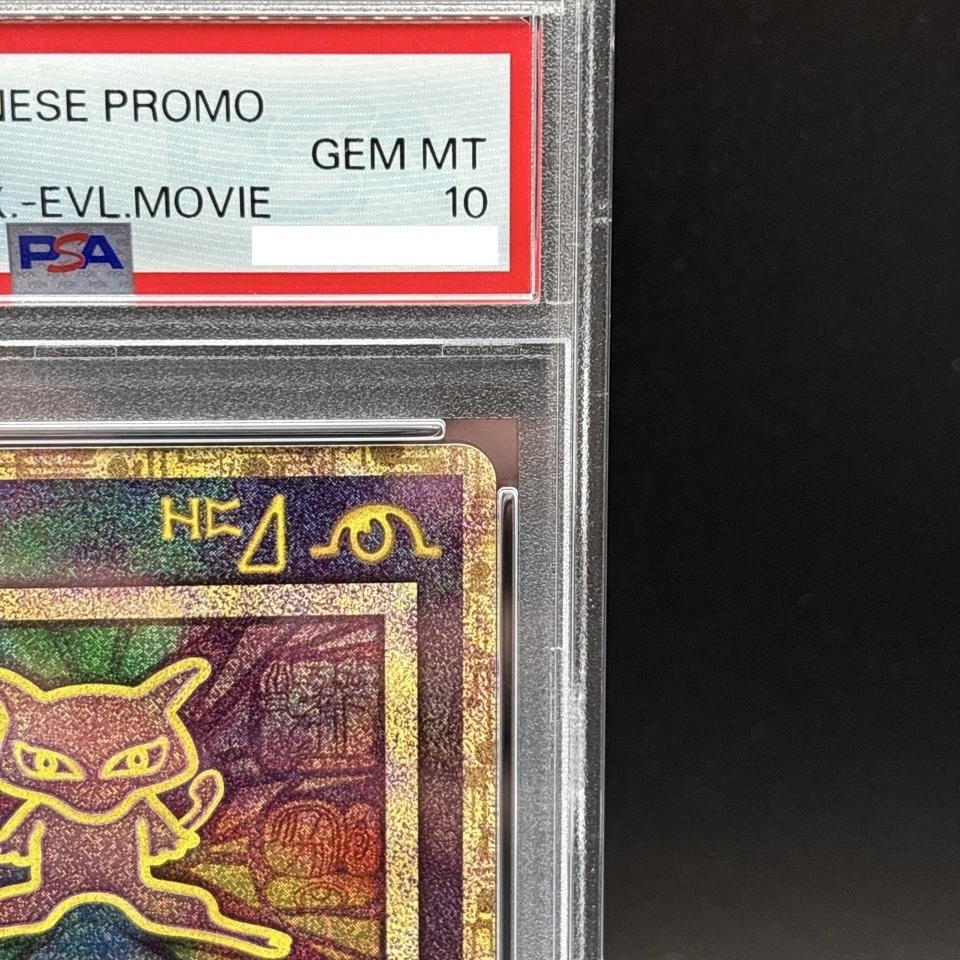 NESE PROMO
GEM MT
.-EVL.MOVIE 10
PSA